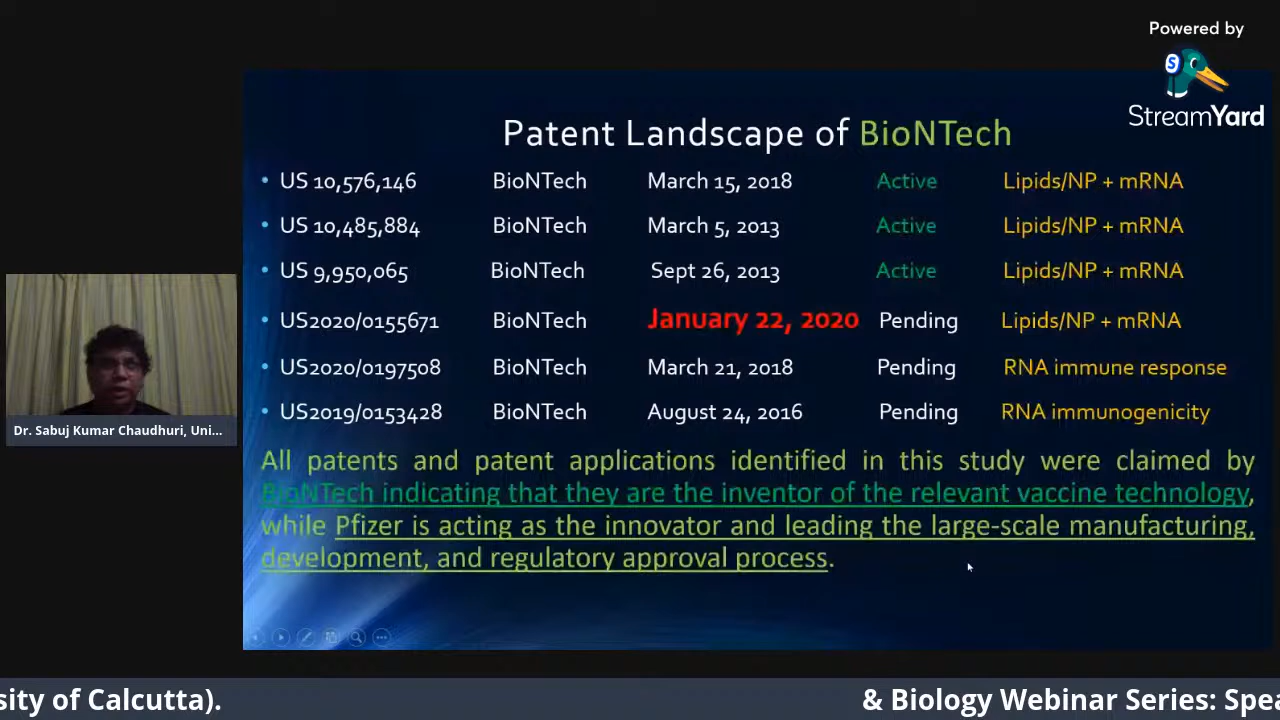 Powered by
S
StreamYard
Patent Landscape of BioNTech
• US 10,576,146 BioNTech March 15, 2018 Active Lipids/NP + mRNA
• US 10,485,884 BioNTech March 5, 2013 Active Lipids/NP + mRNA
• US 9,950,065 BioNTech Sept 26, 2013 Active Lipids/NP + mRNA
• US2020/0155671 BioNTech January 22, 2020 Pending Lipids/NP + mRNA
• US2020/0197508 BioNTech March 21, 2018 Pending RNA immune response
• US2019/0153428 BioNTech August 24, 2016 Pending RNA immunogenicity
All patents and patent applications identified in this study were claimed by
BioNTech indicating that they are the inventor of the relevant vaccine technology,
while Pfizer is acting as the innovator and leading the large-scale manufacturing,
development, and regulatory approval process.
Dr. Sabuj Kumar Chaudhuri, Uni...
sity of Calcutta). & Biology Webinar Series: Spea